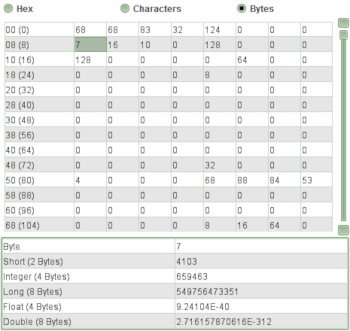 Hex Characters Bytes
00 (0) 68 68 83 32 124 0 0 0
08 (8) 7 16 10 0 128 0 0 0
10 (16) 128 0 0 0 0 64 0 0
18 (24) 0 0 0 0 8 0 0 0
20 (32) 0 0 0 0 0 0 0 0
28 (40) 0 0 0 0 0 0 0 0
30 (48) 0 0 0 0 0 0 0 0
38 (56) 0 0 0 0 0 0 0 0
40 (64) 0 0 0 0 0 0 0 0
48 (72) 0 0 0 0 32 0 0 0
50 (80) 4 0 0 0 68 88 84 53
58 (88) 0 0 0 0 0 0 0 0
60 (96) 0 0 0 0 0 0 0 0
68 (104) 0 0 0 0 8 16 64 0
Byte 7
Short (2 Bytes) 4103
Integer (4 Bytes) 659463
Long (8 Bytes) 549756473351
Float (4 Bytes) 9.24104E-40
Double (8 Bytes) 2.716157870616E-312